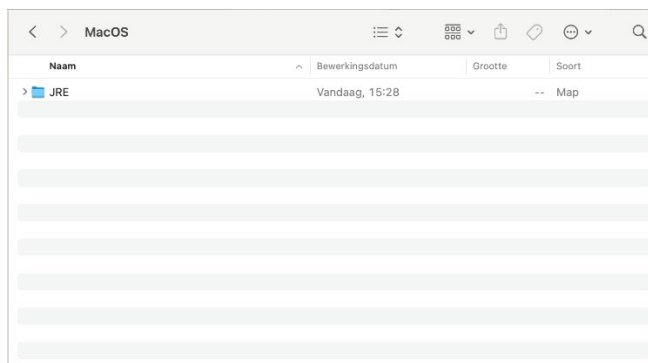 MacOS
Naam Bewerkingsdatum Grootte Soort
JRE Vandaag, 15:28 -- Map